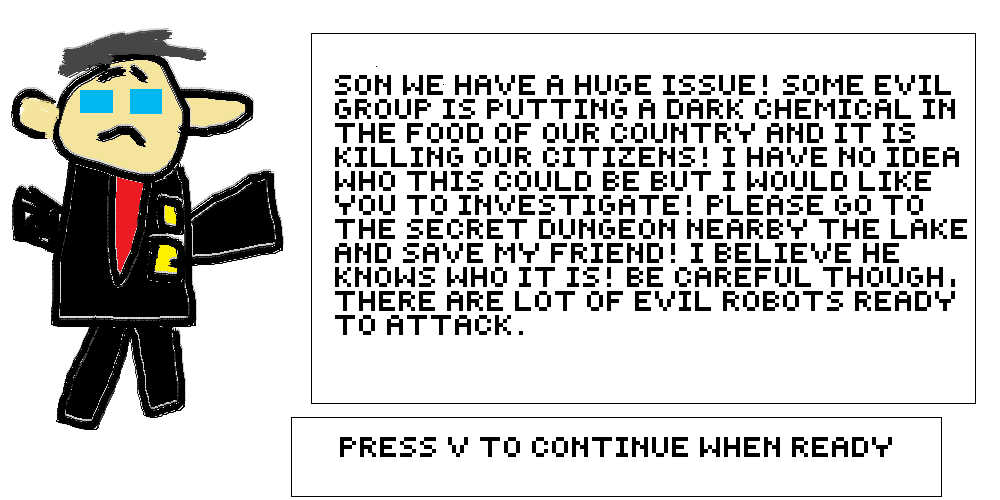 SON WE HAVE A HUGE ISSUE! SOME EVIL
GROUP IS PUTTING A DARK CHEMICAL IN
THE FOOD OF OUR COUNTRY AND IT IS
KILLING OUR CITIZENS! I HAVE NO IDEA
WHO THIS COULD BE BUT I WOULD LIKE
YOU TO INVESTIGATE! PLEASE GO TO
THE SECRET DUNGEON NEARBY THE LAKE
AND SAVE MY FRIEND! I BELIEVE HE
KNOWS WHO IT IS! BE CAREFUL THOUGH,
THERE ARE LOT OF EVIL ROBOTS READY
TO ATTACK.
PRESS V TO CONTINUE WHEN READY